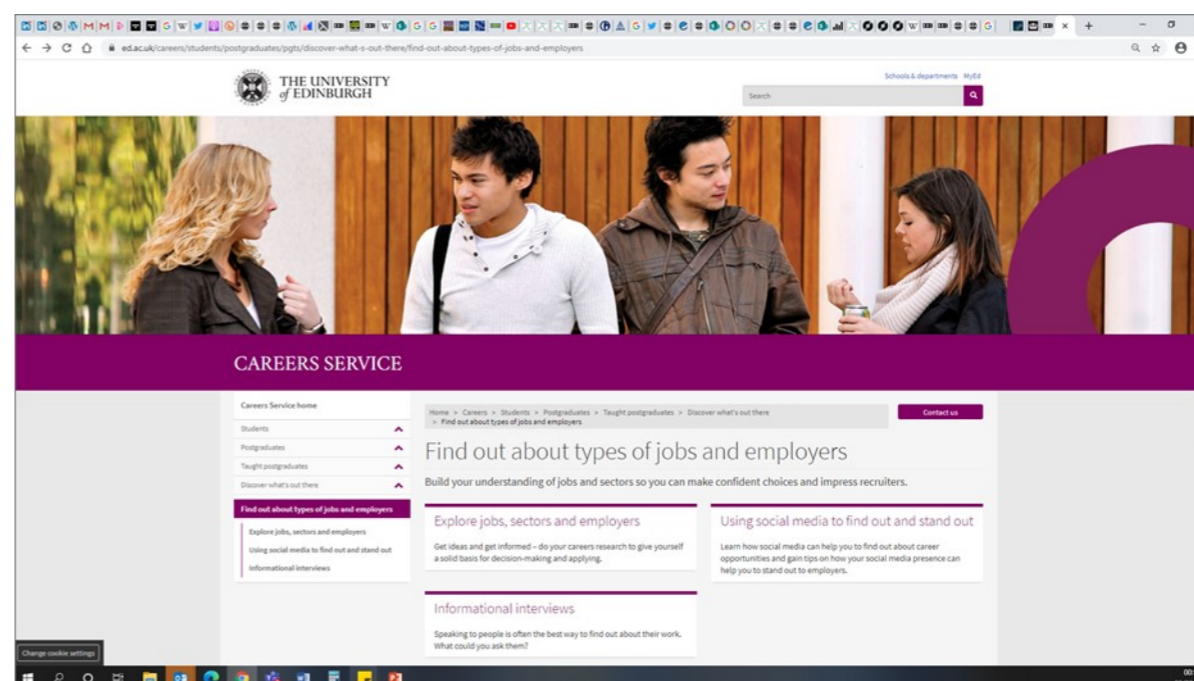 ed.ac.uk/careers/students/postgraduates/pgts/discover-what-s-out-there/find-out-about-types-of-jobs-and-employers
Schools & departments MyEd
THE UNIVERSITY
of EDINBURGH
Search
CAREERS SERVICE
Careers Service home
Students
Postgraduates
Taught postgraduates
Discover what's out there
Find out about types of jobs and employers
Explore jobs, sectors and employers
Using social media to find out and stand out
Informational interviews
Home > Careers > Students > Postgraduates > Taught postgraduates > Discover what's out there
> Find out about types of jobs and employers
Contact us
Find out about types of jobs and employers
Build your understanding of jobs and sectors so you can make confident choices and impress recruiters.
Explore jobs, sectors and employers
Get ideas and get informed – do your careers research to give yourself
a solid basis for decision-making and applying.
Using social media to find out and stand out
Learn how social media can help you to find out about career
opportunities and gain tips on how your social media presence can
help you to stand out to employers.
Informational interviews
Speaking to people is often the best way to find out about their work.
What could you ask them?
Change cookie settings